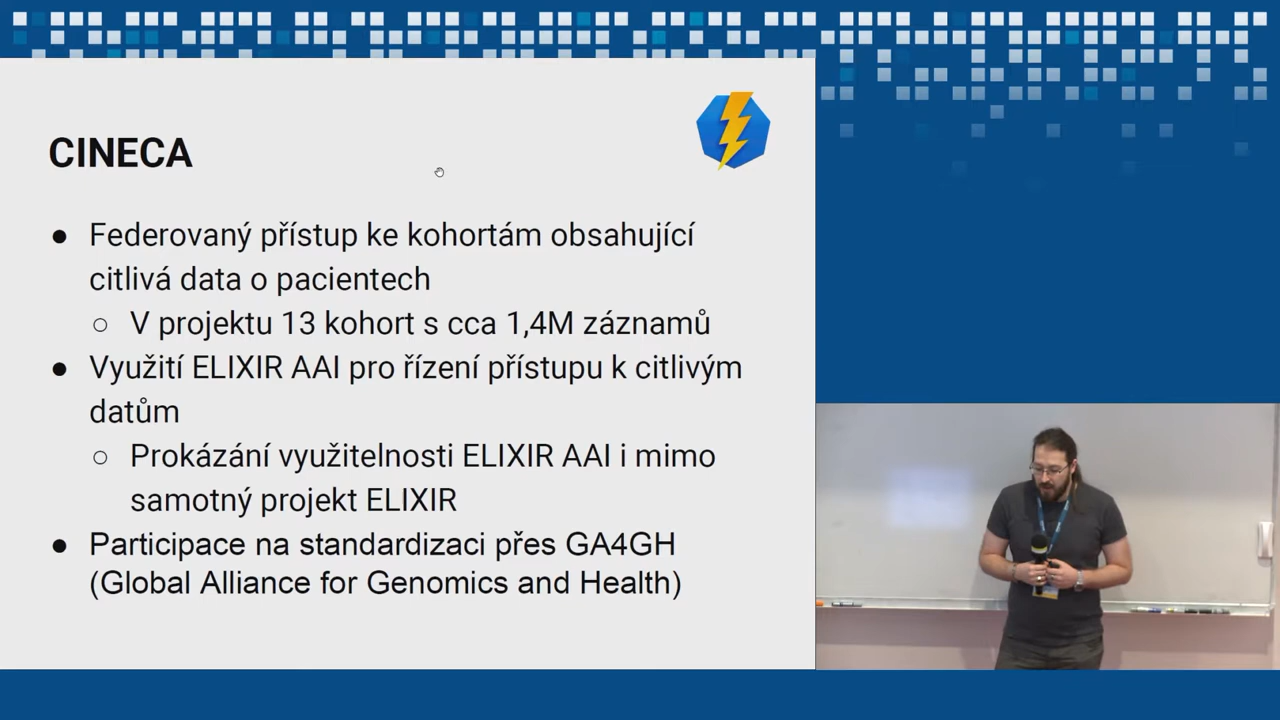 CINECA
● Federovaný přístup ke kohortám obsahující
citlivá data o pacientech
○ V projektu 13 kohort s cca 1,4M záznamů
● Využití ELIXIR AAI pro řízení přístupu k citlivým
datům
○ Prokázání využitelnosti ELIXIR AAI i mimo
samotný projekt ELIXIR
● Participace na standardizaci přes GA4GH
(Global Alliance for Genomics and Health)